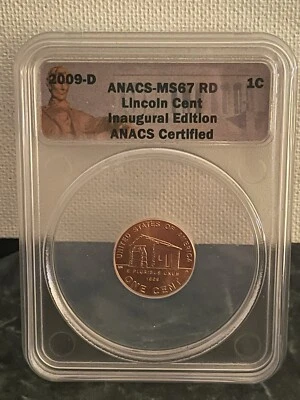 2009-D
ANACS-MS67 RD
1C
Lincoln Cent
Inaugural Edition
ANACS Certified
UNITED STATES OF AMERICA
E PLURIBUS UNUM
1809
ONE CENT